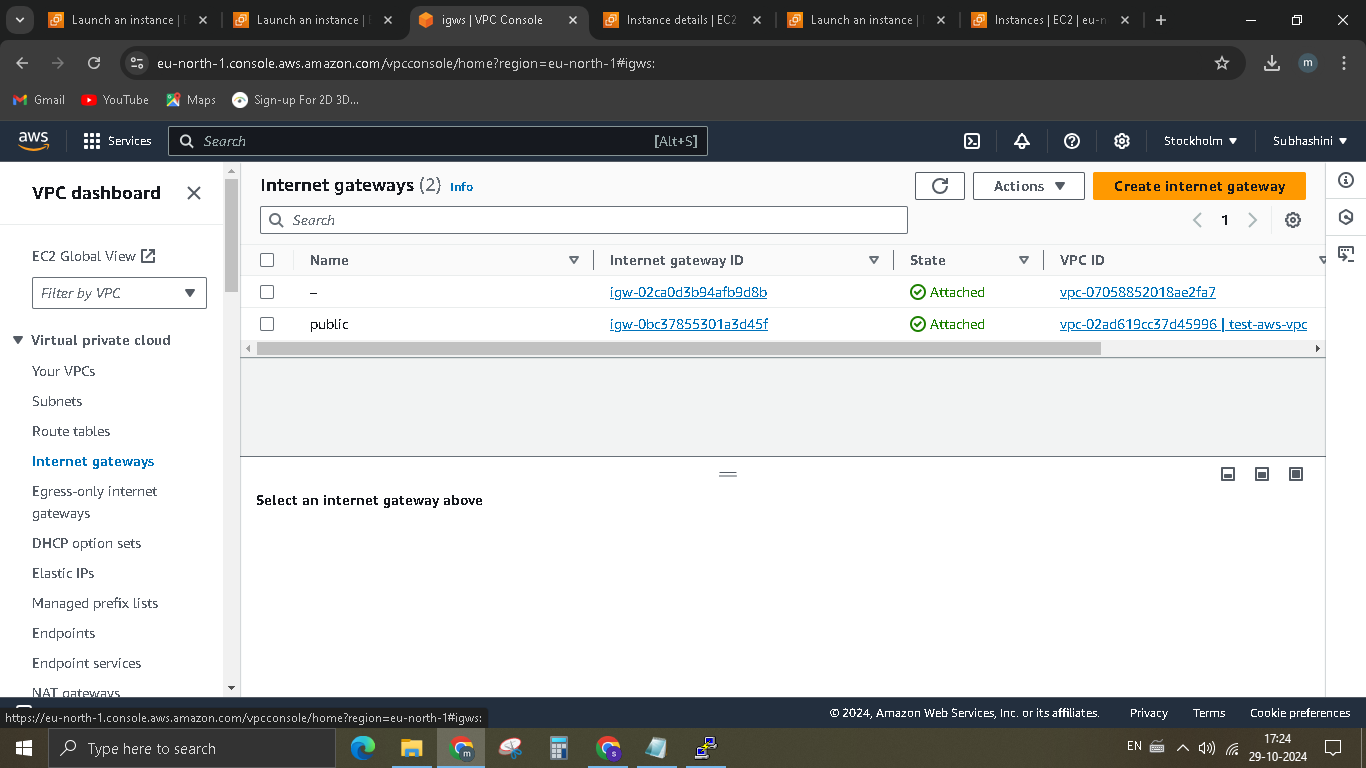 Launch an instance | E
Launch an instance | E
igws | VPC Console
Instance details | EC2
Launch an instance |
Instances | EC2 | eu-n
eu-north-1.console.aws.amazon.com/vpcconsole/home?region=eu-north-1#igws:
m
Gmail
YouTube
Maps
Sign-up For 2D 3D...
aws
Services
Search
[Alt+S]
Stockholm
Subhashini
VPC dashboard
EC2 Global View
Filter by VPC
Virtual private cloud
Your VPCs
Subnets
Route tables
Internet gateways
Egress-only internet
gateways
DHCP option sets
Elastic IPs
Managed prefix lists
Endpoints
Endpoint services
NAT gateways
Internet gateways (2) Info
Actions
Create internet gateway
Search
1
Name Internet gateway ID State VPC ID
– igw-02ca0d3b94afb9d8b Attached vpc-07058852018ae2fa7
public igw-0bc37855301a3d45f Attached vpc-02ad619cc37d45996 | test-aws-vpc
Select an internet gateway above
https://eu-north-1.console.aws.amazon.com/vpcconsole/home?region=eu-north-1#igws:
© 2024, Amazon Web Services, Inc. or its affiliates.
Privacy
Terms
Cookie preferences
Type here to search
m
s
EN
17:24
29-10-2024